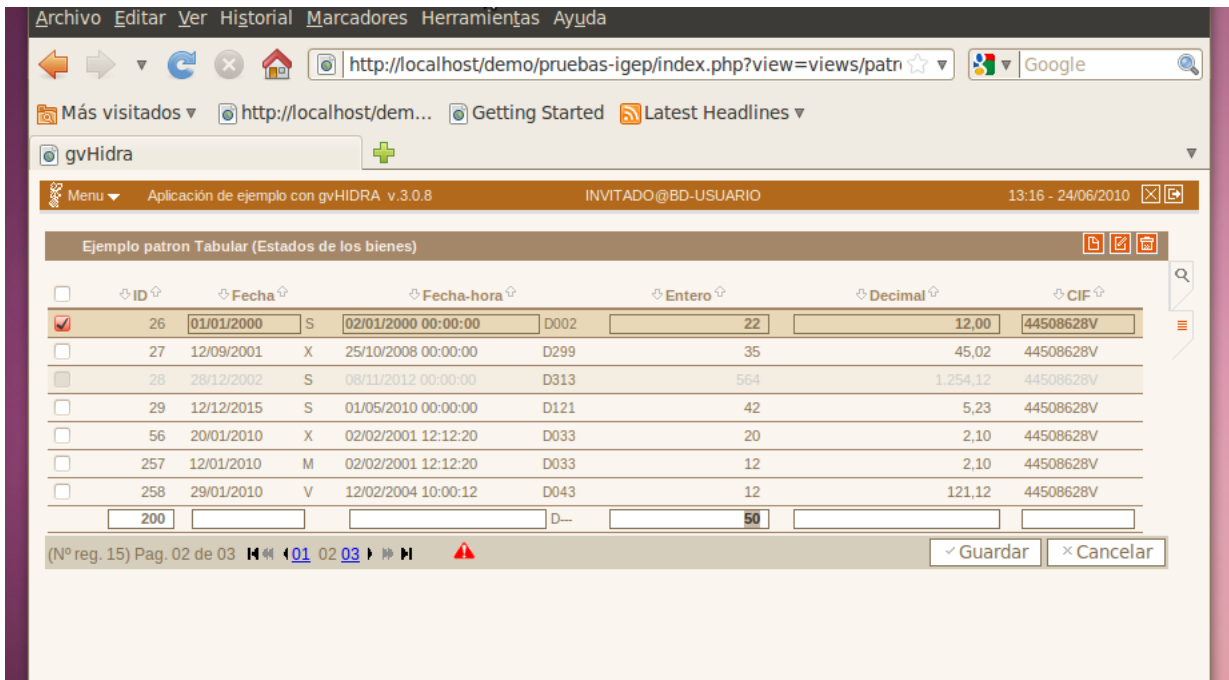 Archivo Editar Ver Historial Marcadores Herramientas Ayuda
http://localhost/demo/pruebas-igep/index.php?view=views/patr Google
Más visitados http://localhost/dem... Getting Started Latest Headlines
gvHidra
Menu Aplicación de ejemplo con gvHIDRA v.3.0.8 INVITADO@BD-USUARIO 13:16 - 24/06/2010
Ejemplo patron Tabular (Estados de los bienes)
ID Fecha Fecha-hora Entero Decimal CIF
26 01/01/2000 S 02/01/2000 00:00:00 D002 22 12,00 44508628V
27 12/09/2001 X 25/10/2008 00:00:00 D299 35 45,02 44508628V
28 28/12/2002 S 08/11/2012 00:00:00 D313 564 1.254,12 44508628V
29 12/12/2015 S 01/05/2010 00:00:00 D121 42 5,23 44508628V
56 20/01/2010 X 02/02/2001 12:12:20 D033 20 2,10 44508628V
257 12/01/2010 M 02/02/2001 12:12:20 D033 12 2,10 44508628V
258 29/01/2010 V 12/02/2004 10:00:12 D043 12 121,12 44508628V
200 D--- 50
(Nº reg. 15) Pag. 02 de 03 01 02 03 Guardar Cancelar